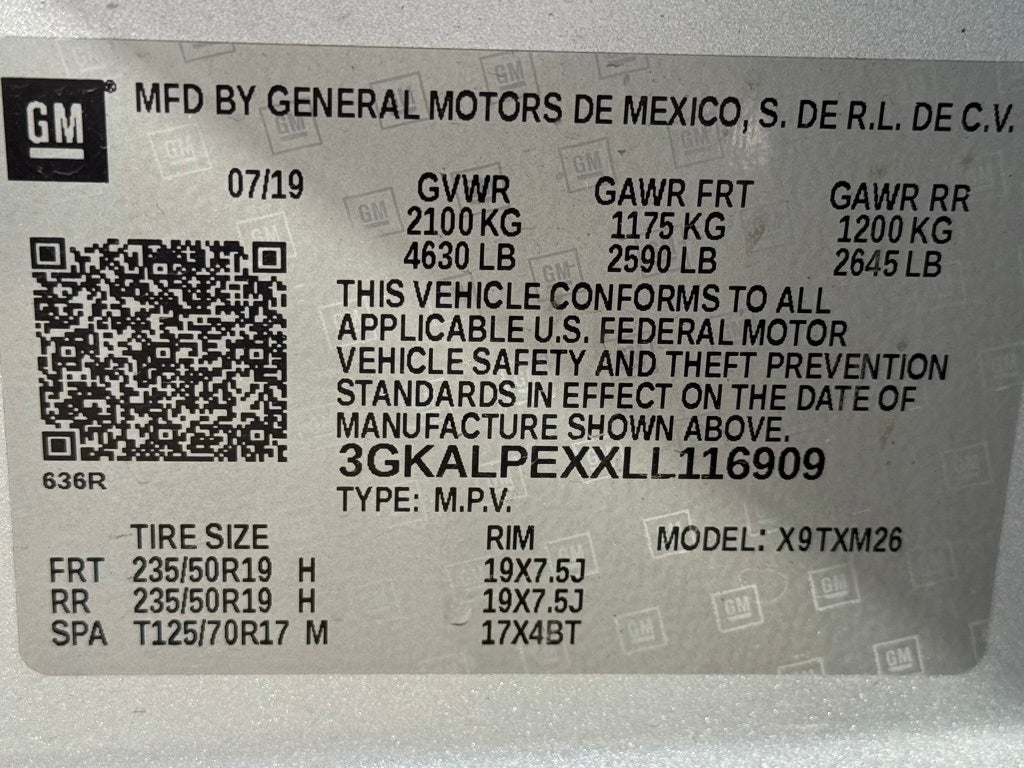 GM ® MFD BY GENERAL MOTORS DE MEXICO, S. DE R.L. DE C.V.
07/19 GVWR GAWR FRT GAWR RR
2100 KG 1175 KG 1200 KG
4630 LB 2590 LB 2645 LB
THIS VEHICLE CONFORMS TO ALL
APPLICABLE U.S. FEDERAL MOTOR
VEHICLE SAFETY AND THEFT PREVENTION
STANDARDS IN EFFECT ON THE DATE OF
MANUFACTURE SHOWN ABOVE.
3GKALPEXXLL116909
636R
TYPE: M.P.V.
TIRE SIZE RIM MODEL: X9TXM26
FRT 235/50R19 H 19X7.5J
RR 235/50R19 H 19X7.5J
SPA T125/70R17 M 17X4BT